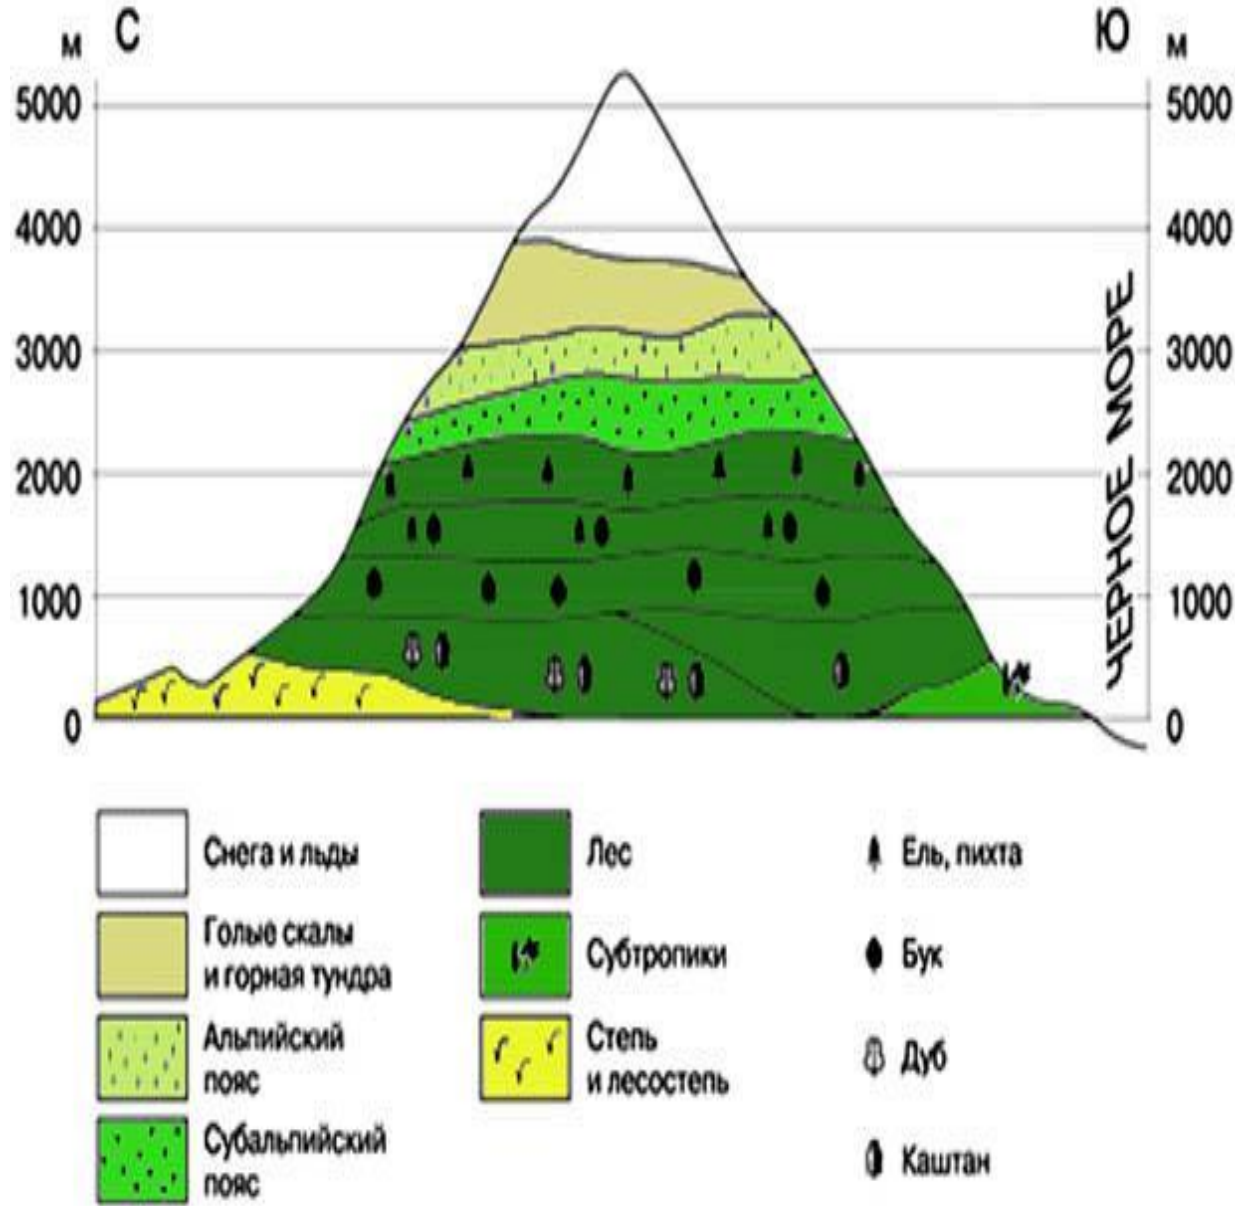 м С Ю м
5000 5000
4000 4000
3000 3000
2000 2000
1000 1000
0 0
ЧЕРНОЕ МОРЕ
Снега и льды
Голые скалы
и горная тундра
Альпийский
пояс
Субальпийский
пояс
Лес
Субтропики
Степь
и лесостепь
Ель, пихта
Бук
Дуб
Каштан